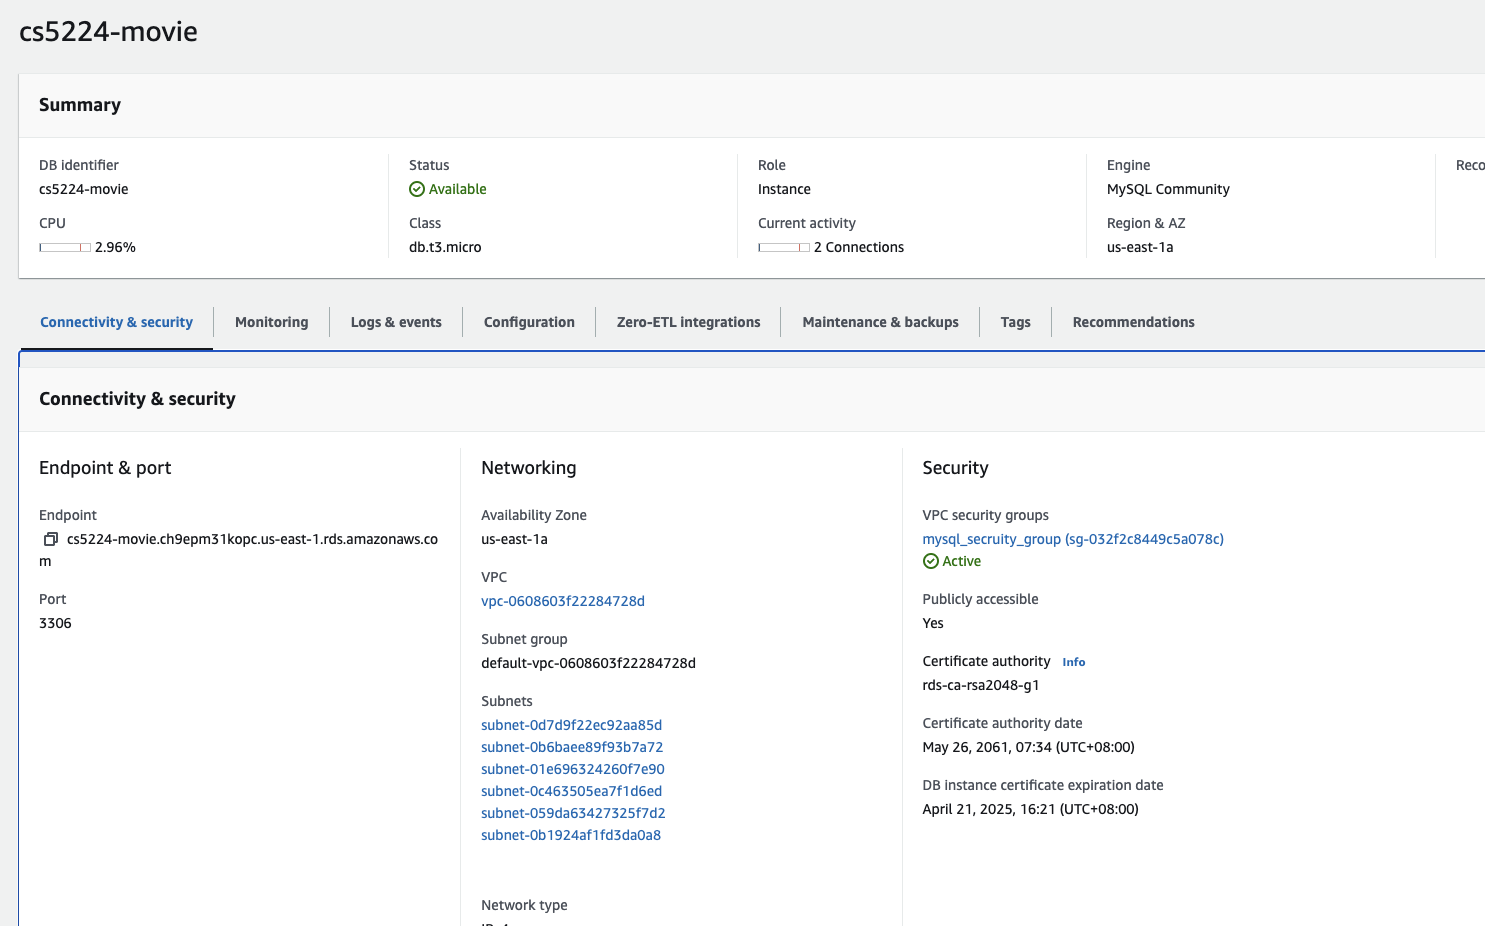 cs5224-movie
Summary
DB identifier
cs5224-movie
Status
Available
Role
Instance
Engine
MySQL Community
Reco
CPU
2.96%
Class
db.t3.micro
Current activity
2 Connections
Region & AZ
us-east-1a
Connectivity & security
Monitoring
Logs & events
Configuration
Zero-ETL integrations
Maintenance & backups
Tags
Recommendations
Connectivity & security
Endpoint & port
Endpoint
cs5224-movie.ch9epm31kopc.us-east-1.rds.amazonaws.co
m
Port
3306
Networking
Availability Zone
us-east-1a
VPC
vpc-0608603f22284728d
Subnet group
default-vpc-0608603f22284728d
Subnets
subnet-0d7d9f22ec92aa85d
subnet-0b6baee89f93b7a72
subnet-01e696324260f7e90
subnet-0c463505ea7f1d6ed
subnet-059da63427325f7d2
subnet-0b1924af1fd3da0a8
Network type
Security
VPC security groups
mysql_secruity_group (sg-032f2c8449c5a078c)
Active
Publicly accessible
Yes
Certificate authority Info
rds-ca-rsa2048-g1
Certificate authority date
May 26, 2061, 07:34 (UTC+08:00)
DB instance certificate expiration date
April 21, 2025, 16:21 (UTC+08:00)